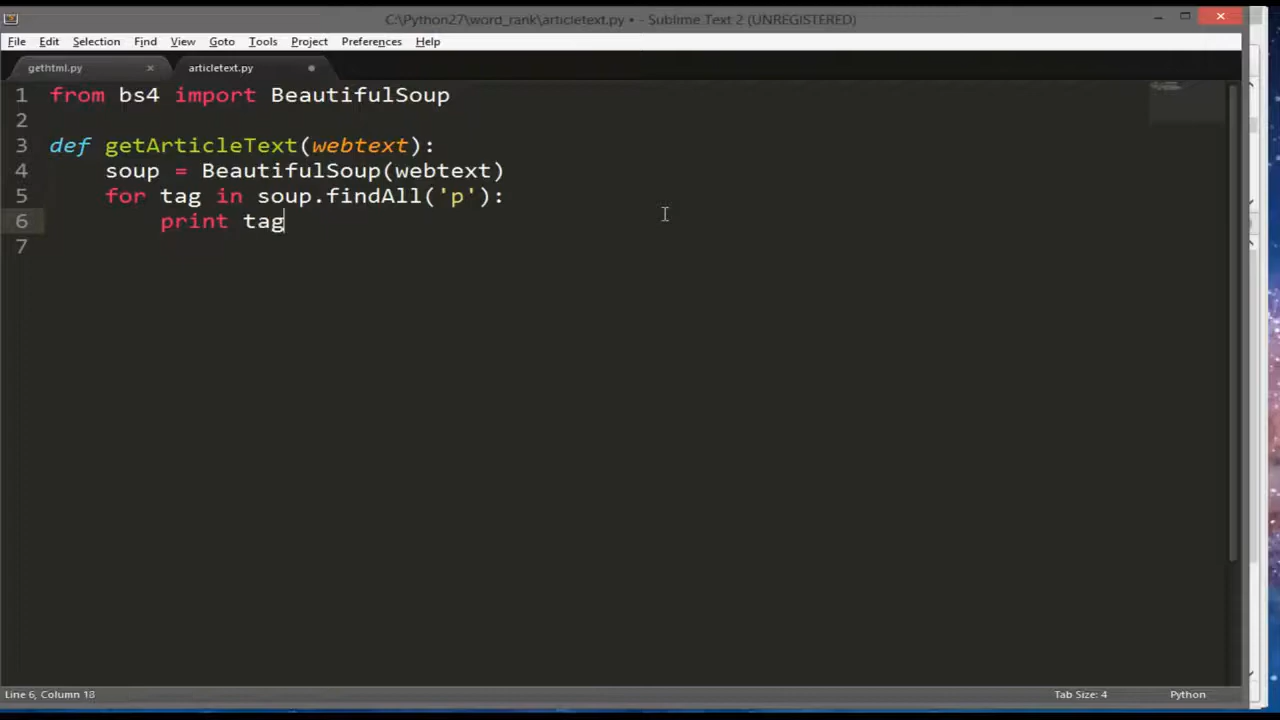 C:\Python27\word_rank\articletext.py • - Sublime Text 2 (UNREGISTERED)
File Edit Selection Find View Goto Tools Project Preferences Help
gethtml.py articletext.py
1 from bs4 import BeautifulSoup
2
3 def getArticleText(webtext):
4 soup = BeautifulSoup(webtext)
5 for tag in soup.findAll('p'):
6 print tag
7
Line 6, Column 18 Tab Size: 4 Python